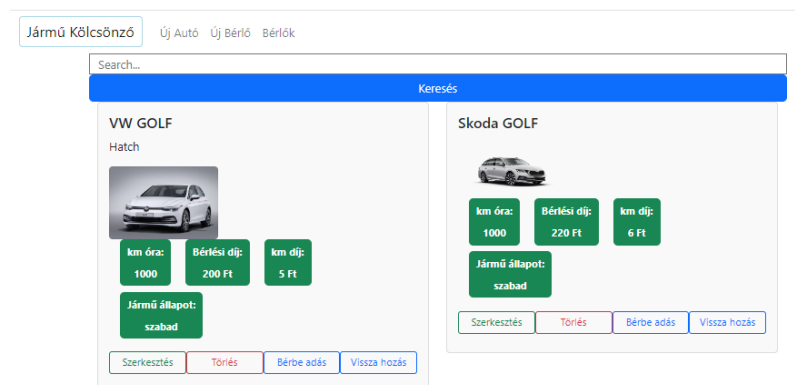 Jármű Kölcsönző Új Autó Új Bérlő Bérlők
Search...
Keresés
VW GOLF
Hatch
km óra: Bérlési díj: km díj:
1000 200 Ft 5 Ft
Jármű állapot:
szabad
Szerkesztés Törlés Bérbe adás Vissza hozás
Skoda GOLF
km óra: Bérlési díj: km díj:
1000 220 Ft 6 Ft
Jármű állapot:
szabad
Szerkesztés Törlés Bérbe adás Vissza hozás